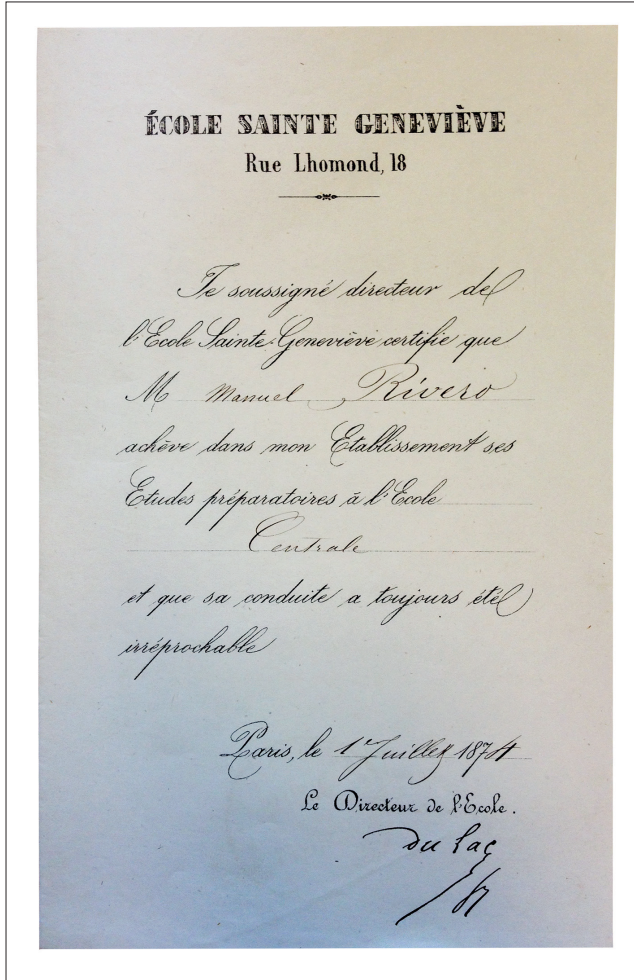 ÉCOLE SAINTE GENEVIÈVE
Rue Lhomond, 18
Je soussigné directeur de
l'Ecole Sainte-Geneviève certifie que
M Manuel Rivero
achève dans mon Etablissement ses
Etudes préparatoires à l'Ecole
Centrale
et que sa conduite a toujours été
irréprochable
Paris, le 1 Juillet 1874
Le Directeur de l'Ecole.
du Lac